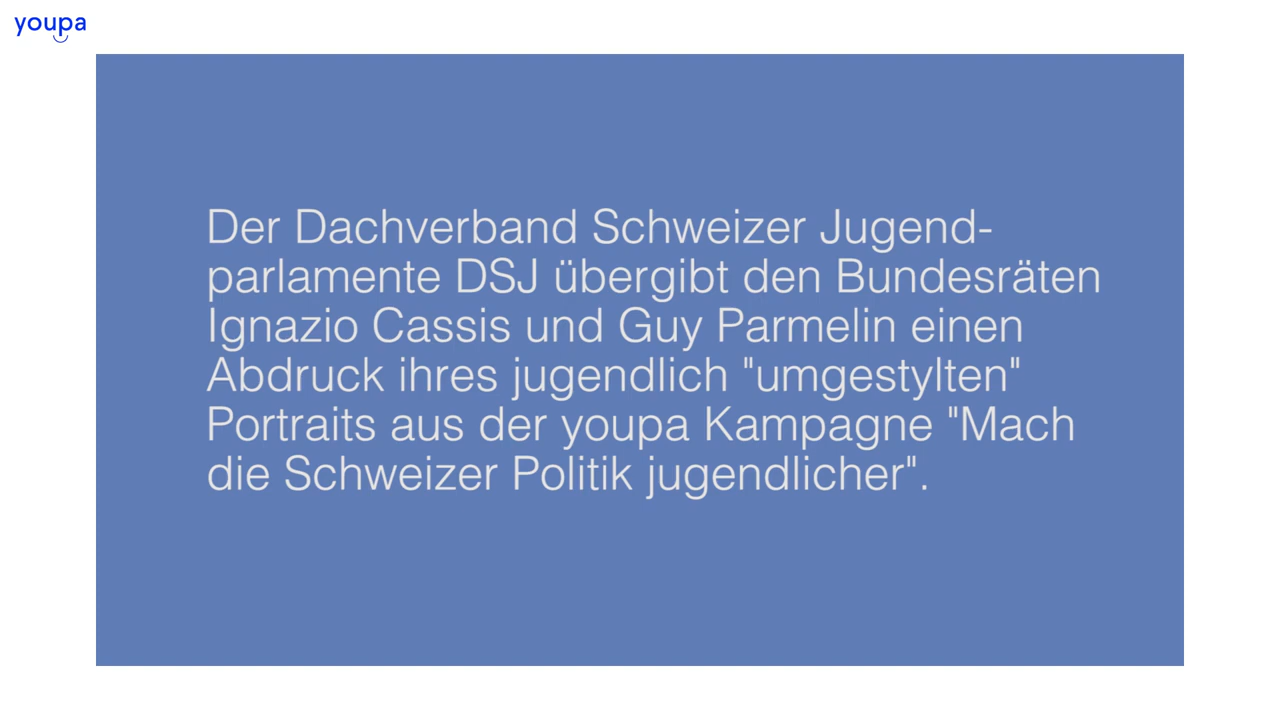 youpa
Der Dachverband Schweizer Jugend-
parlamente DSJ übergibt den Bundesräten
Ignazio Cassis und Guy Parmelin einen
Abdruck ihres jugendlich "umgestylten"
Portraits aus der youpa Kampagne "Mach
die Schweizer Politik jugendlicher".